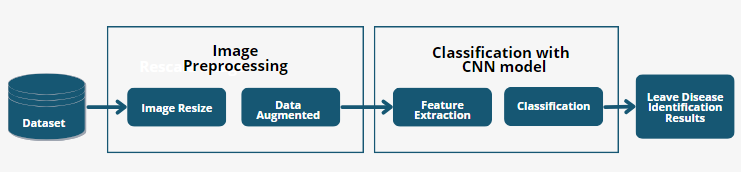 Image
Preprocessing
Resca
Classification with
CNN model
Dataset
Image Resize
Data
Augmented
Feature
Extraction
Classification
Leave Disease
Identification
Results